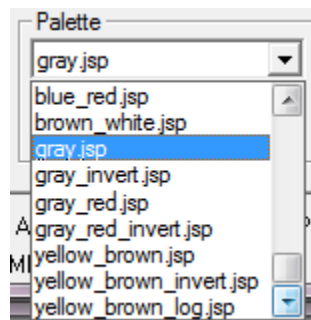 Palette
gray.jsp
blue_red.jsp
brown_white.jsp
gray.jsp
gray_invert.jsp
gray_red.jsp
gray_red_invert.jsp
yellow_brown.jsp
yellow_brown_invert.jsp
yellow_brown_log.jsp